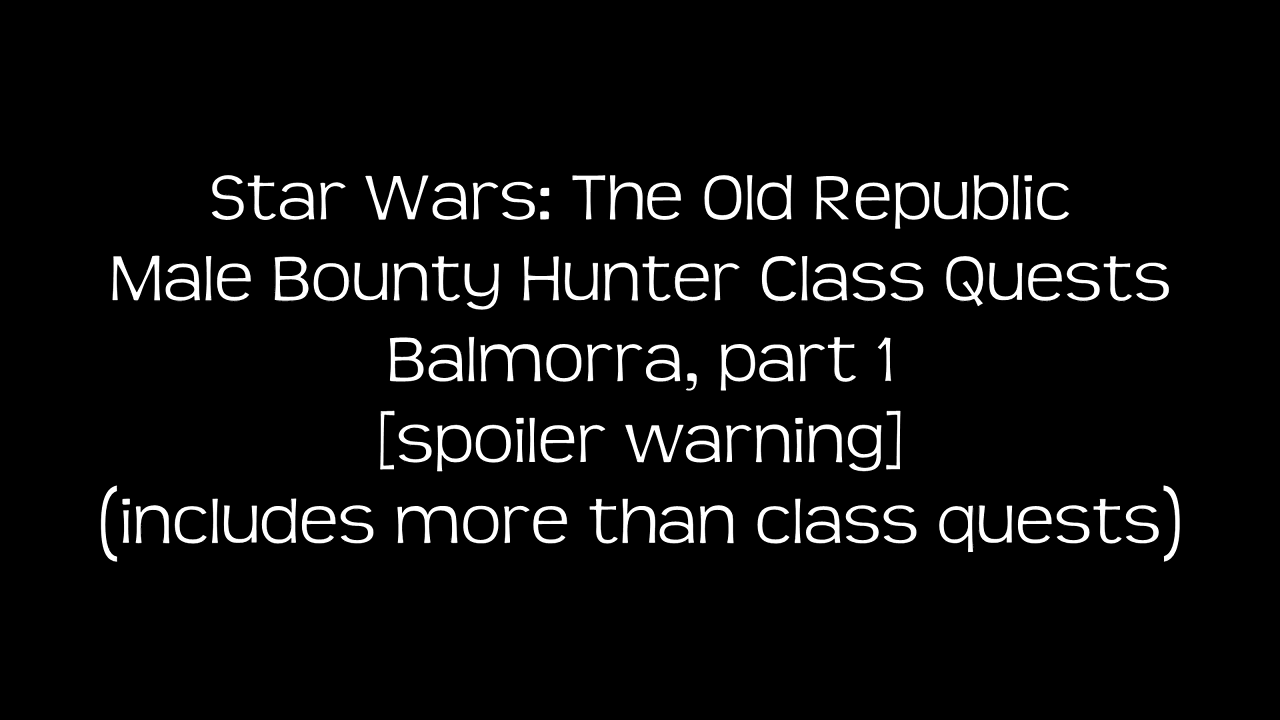 Star Wars: The Old Republic
Male Bounty Hunter Class Quests
Balmorra, part 1
[spoiler warning]
(includes more than class quests)